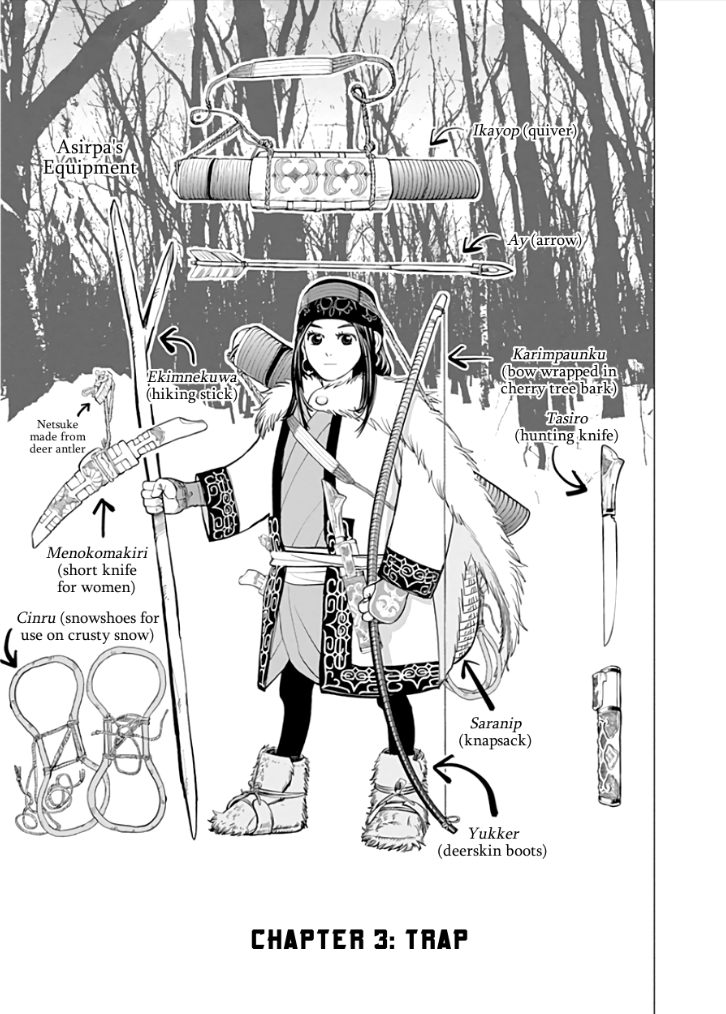 Asirpa's
Equipment
Ikayop (quiver)
Ay (arrow)
Ekimnekuwa
(hiking stick)
Karimpaunku
(bow wrapped in
cherry tree bark)
Tasiro
(hunting knife)
Netsuke
made from
deer antler
Menokomakiri
(short knife
for women)
Cinru (snowshoes for
use on crusty snow)
Saranip
(knapsack)
Yukker
(deerskin boots)
CHAPTER 3: TRAP